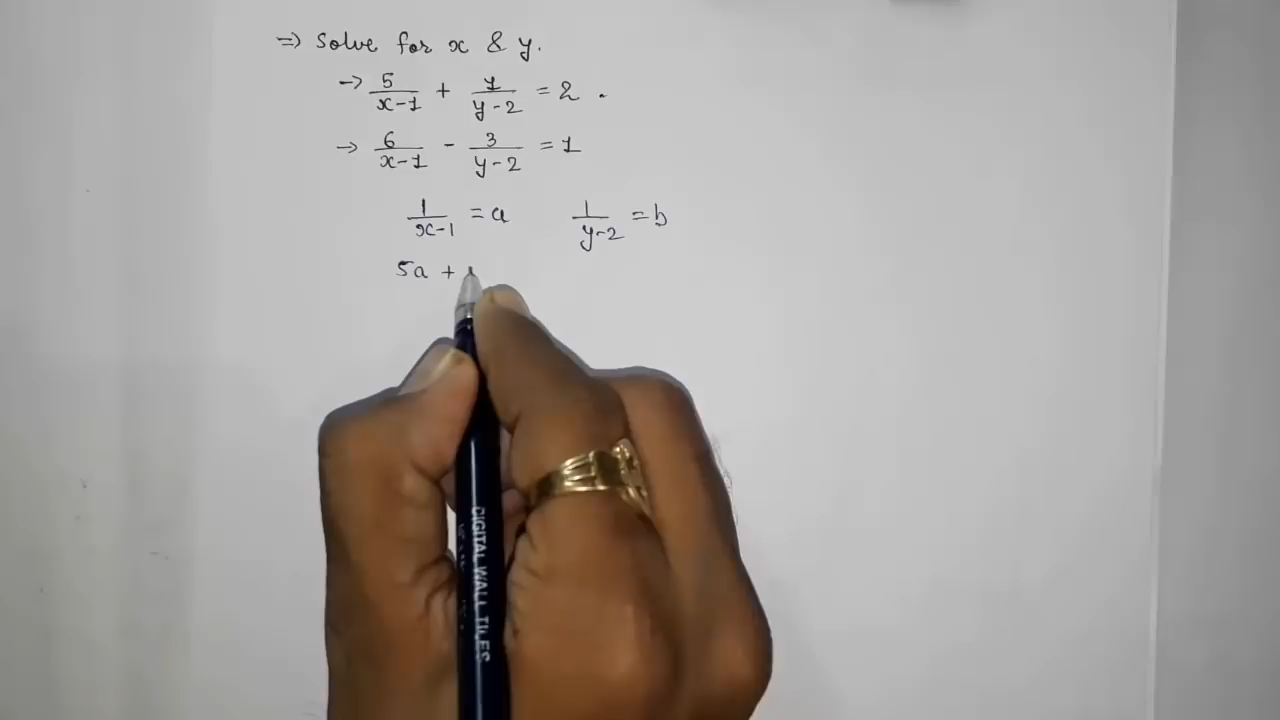 ⇒ Solve for x & y.
→ 5/(x-1) + 1/(y-2) = 2 .
→ 6/(x-1) - 3/(y-2) = 1
1/(x-1) = a 1/(y-2) = b
5a +
DIGITAL WALL TILES